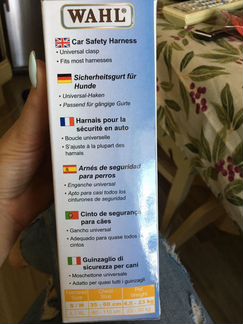 WAHL®
Car Safety Harness
• Universal clasp
• Fits most harnesses
Sicherheitsgurt für
Hunde
• Universal-Haken
• Passend für gängige Gurte
Harnais pour la
sécurité en auto
• Boucle universelle
• S'ajuste à la plupart des
harnais
Arnés de seguridad
para perros
• Enganche universal
• Apto para casi todos los
cinturones de seguridad
Cinto de segurança
para cães
• Gancho universal
• Adequado para quase todos
cintos
Guinzaglio di
sicurezza per cani
• Moschettone universale
• Adatto per quasi tutti i guinzagli
Chest
Size
S / M